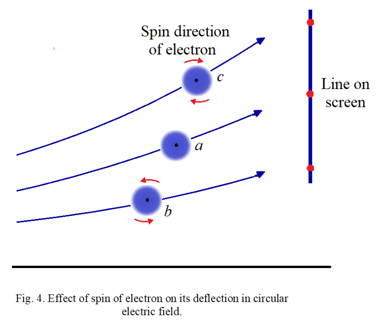 Spin direction
of electron
c
Line on
screen
a
b
Fig. 4. Effect of spin of electron on its deflection in circular
electric field.